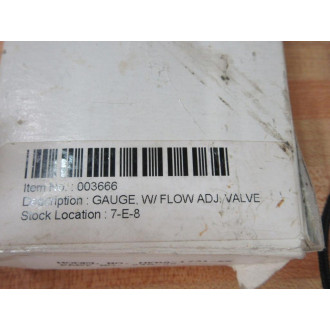 Item No. : 003666
Description : GAUGE, W/ FLOW ADJ. VALVE
Stock Location : 7-E-8